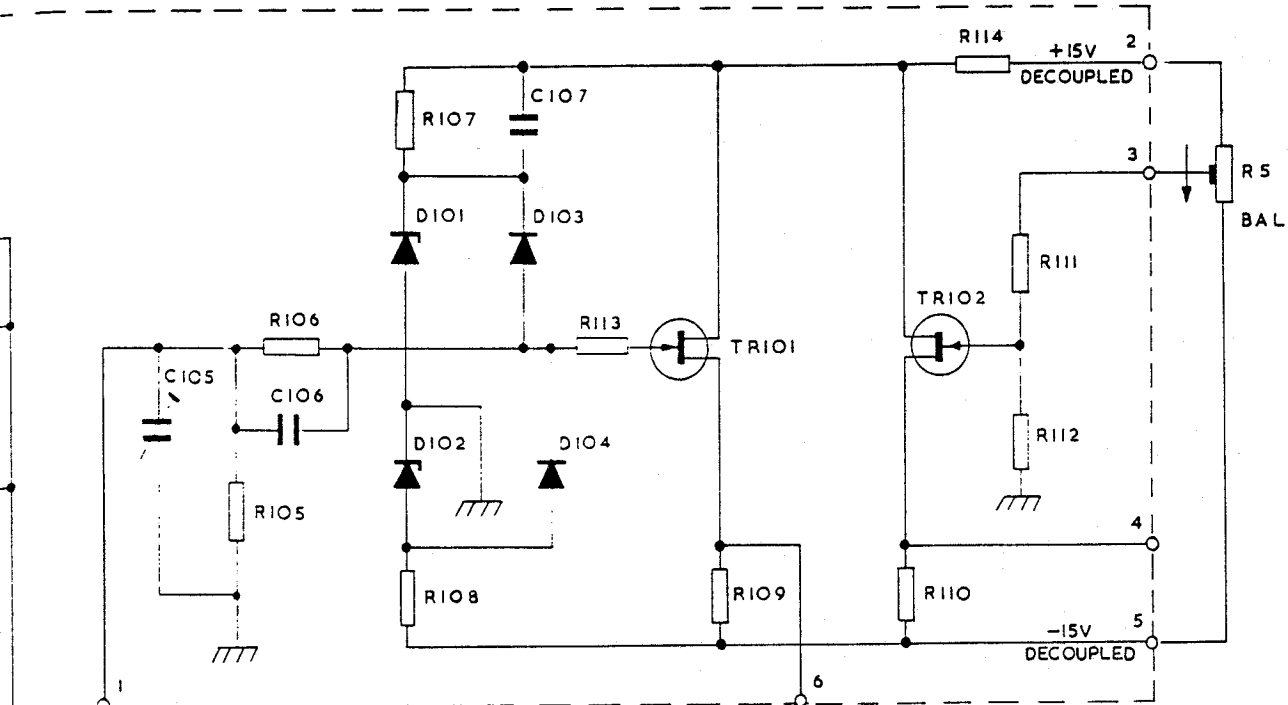 R114
+15V
DECOUPLED
2
C107
R107
3
R5
BAL
D101
D103
R111
TR102
R106
R113
TR101
C105
C106
D102
D104
R112
R105
4
R108
R109
R110
-15V
DECOUPLED
5
1
6